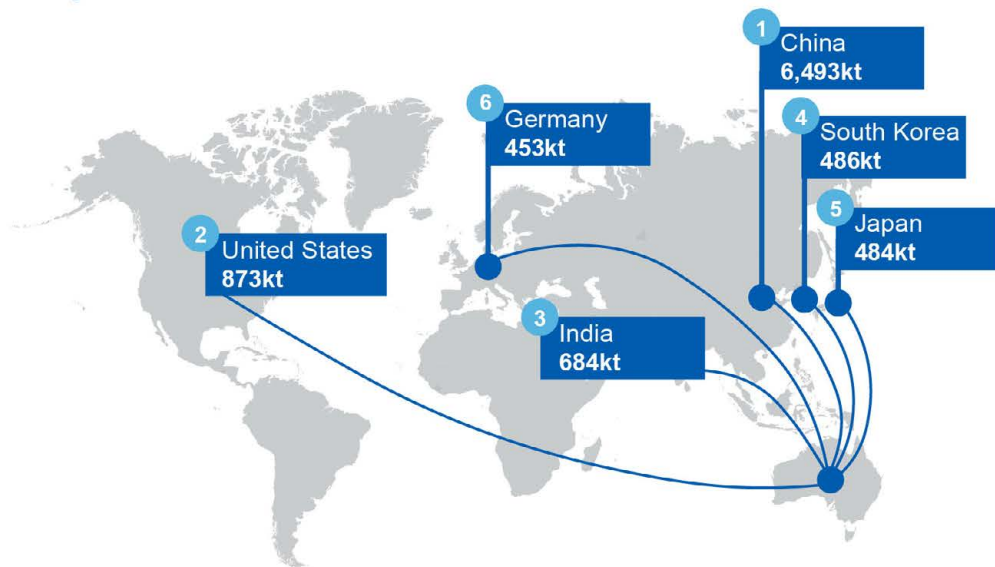 1
China
6,493kt
6
Germany
453kt
4
South Korea
486kt
2
United States
873kt
5
Japan
484kt
3
India
684kt